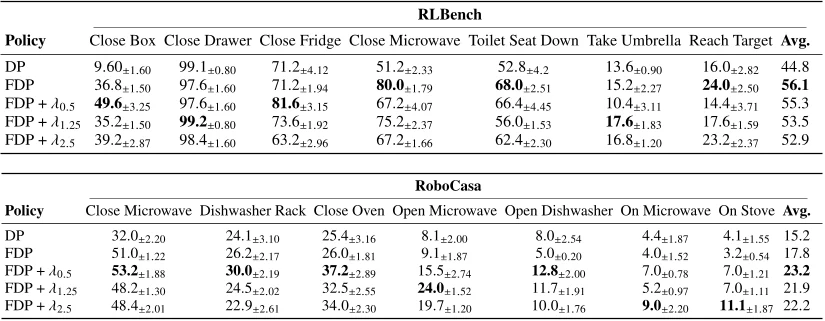 RLBench
Policy Close Box Close Drawer Close Fridge Close Microwave Toilet Seat Down Take Umbrella Reach Target Avg.
DP 9.60±1.60 99.1±0.80 71.2±4.12 51.2±2.33 52.8±4.2 13.6±0.90 16.0±2.82 44.8
FDP 36.8±1.50 97.6±1.60 71.2±1.94 80.0±1.79 68.0±2.51 15.2±2.27 24.0±2.50 56.1
FDP + λ0.5 49.6±3.25 97.6±1.60 81.6±3.15 67.2±4.07 66.4±4.45 10.4±3.11 14.4±3.71 55.3
FDP + λ1.25 35.2±1.50 99.2±0.80 73.6±1.92 75.2±2.37 56.0±1.53 17.6±1.83 17.6±1.59 53.5
FDP + λ2.5 39.2±2.87 98.4±1.60 63.2±2.96 67.2±1.66 62.4±2.30 16.8±1.20 23.2±2.37 52.9
RoboCasa
Policy Close Microwave Dishwasher Rack Close Oven Open Microwave Open Dishwasher On Microwave On Stove Avg.
DP 32.0±2.20 24.1±3.10 25.4±3.16 8.1±2.00 8.0±2.54 4.4±1.87 4.1±1.55 15.2
FDP 51.0±1.22 26.2±2.17 26.0±1.81 9.1±1.87 5.0±0.20 4.0±1.52 3.2±0.54 17.8
FDP + λ0.5 53.2±1.88 30.0±2.19 37.2±2.89 15.5±2.74 12.8±2.00 7.0±0.78 7.0±1.21 23.2
FDP + λ1.25 48.2±1.30 24.5±2.02 32.5±2.55 24.0±1.52 11.7±1.91 5.2±0.97 7.0±1.11 21.9
FDP + λ2.5 48.4±2.01 22.9±2.61 34.0±2.30 19.7±1.20 10.0±1.76 9.0±2.20 11.1±1.87 22.2